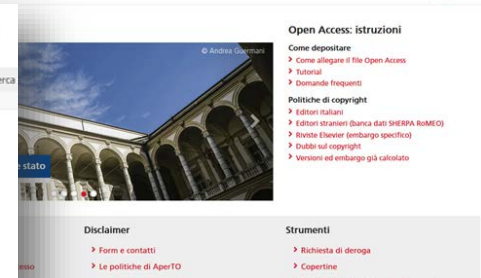 Open Access: istruzioni
© Andrea Guermani
Come depositare
Come allegare il file Open Access
Tutorial
Domande frequenti
erca
Politiche di copyright
Editori italiani
Editori stranieri (banca dati SHERPA RoMEO)
Riviste Elsevier (embargo specifico)
Dubbi sul copyright
Versioni ed embargo già calcolato
e stato
Disclaimer
Form e contatti
Le politiche di AperTO
esso
Strumenti
Richiesta di deroga
Copertine